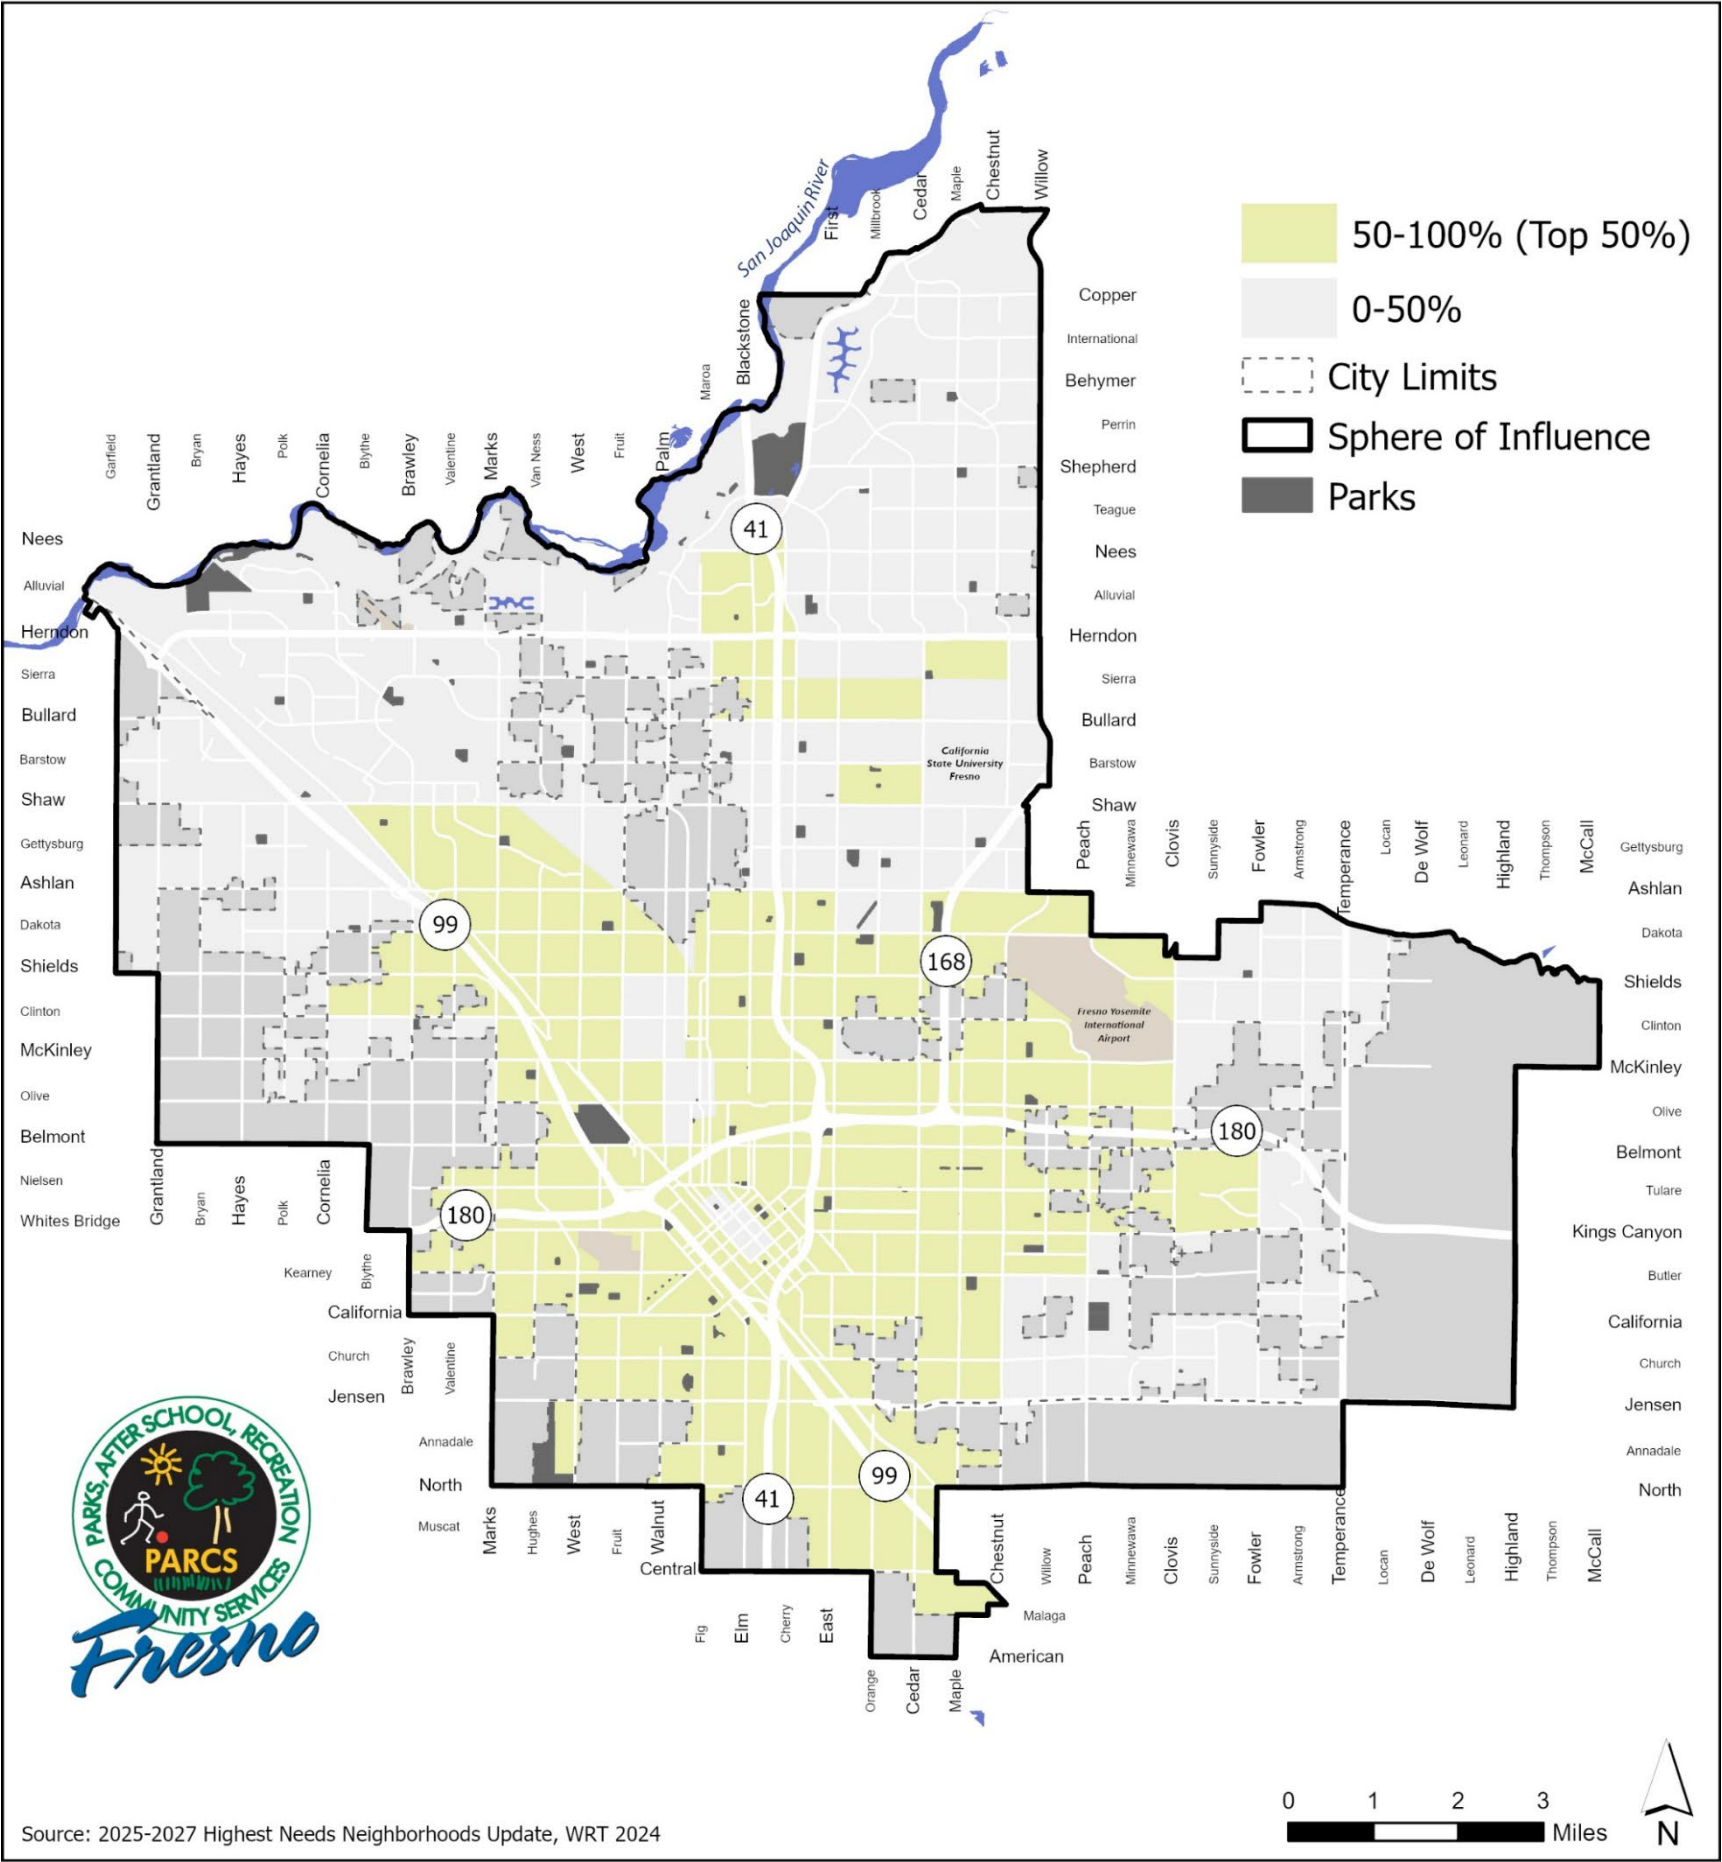 Chestnut
Willow
Maple
Cedar
Millbrook
First
San Joaquin River
50-100% (Top 50%)
0-50%
City Limits
Sphere of Influence
Parks
Copper
International
Behymer
Perrin
Shepherd
Teague
Nees
Alluvial
Herndon
Sierra
Bullard
Barstow
Shaw
Blackstone
Maroa
Palm
Fruit
West
Van Ness
Marks
Valentine
Brawley
Blythe
Cornelia
Polk
Hayes
Bryan
Grantland
Garfield
41
Nees
Alluvial
Herndon
Sierra
Bullard
Barstow
Shaw
Gettysburg
Ashlan
Dakota
Shields
Clinton
McKinley
Olive
Belmont
Nielsen
Whites Bridge
California
State University
Fresno
Peach
Minnewawa
Clovis
Sunnyside
Fowler
Armstrong
Temperance
Locan
De Wolf
Leonard
Highland
Thompson
McCall
Gettysburg
Ashlan
Dakota
Shields
Clinton
McKinley
Olive
Belmont
Tulare
Kings Canyon
Butler
California
Church
Jensen
Annadale
North
99
168
Fresno Yosemite
International
Airport
180
180
Grantland
Bryan
Hayes
Polk
Cornelia
Kearney
Blythe
California
Church
Brawley
Valentine
Jensen
Annadale
North
Muscat
41
99
Marks
Hughes
West
Fruit
Walnut
Central
Chestnut
Willow
Peach
Minnewawa
Clovis
Sunnyside
Fowler
Armstrong
Temperance
Locan
De Wolf
Leonard
Highland
Thompson
McCall
Fig
Elm
Cherry
East
Malaga
American
Orange
Cedar
Maple
PARKS, AFTER SCHOOL, RECREATION
PARCS
COMMUNITY SERVICES
Fresno
0 1 2 3
Miles
N
Source: 2025-2027 Highest Needs Neighborhoods Update, WRT 2024